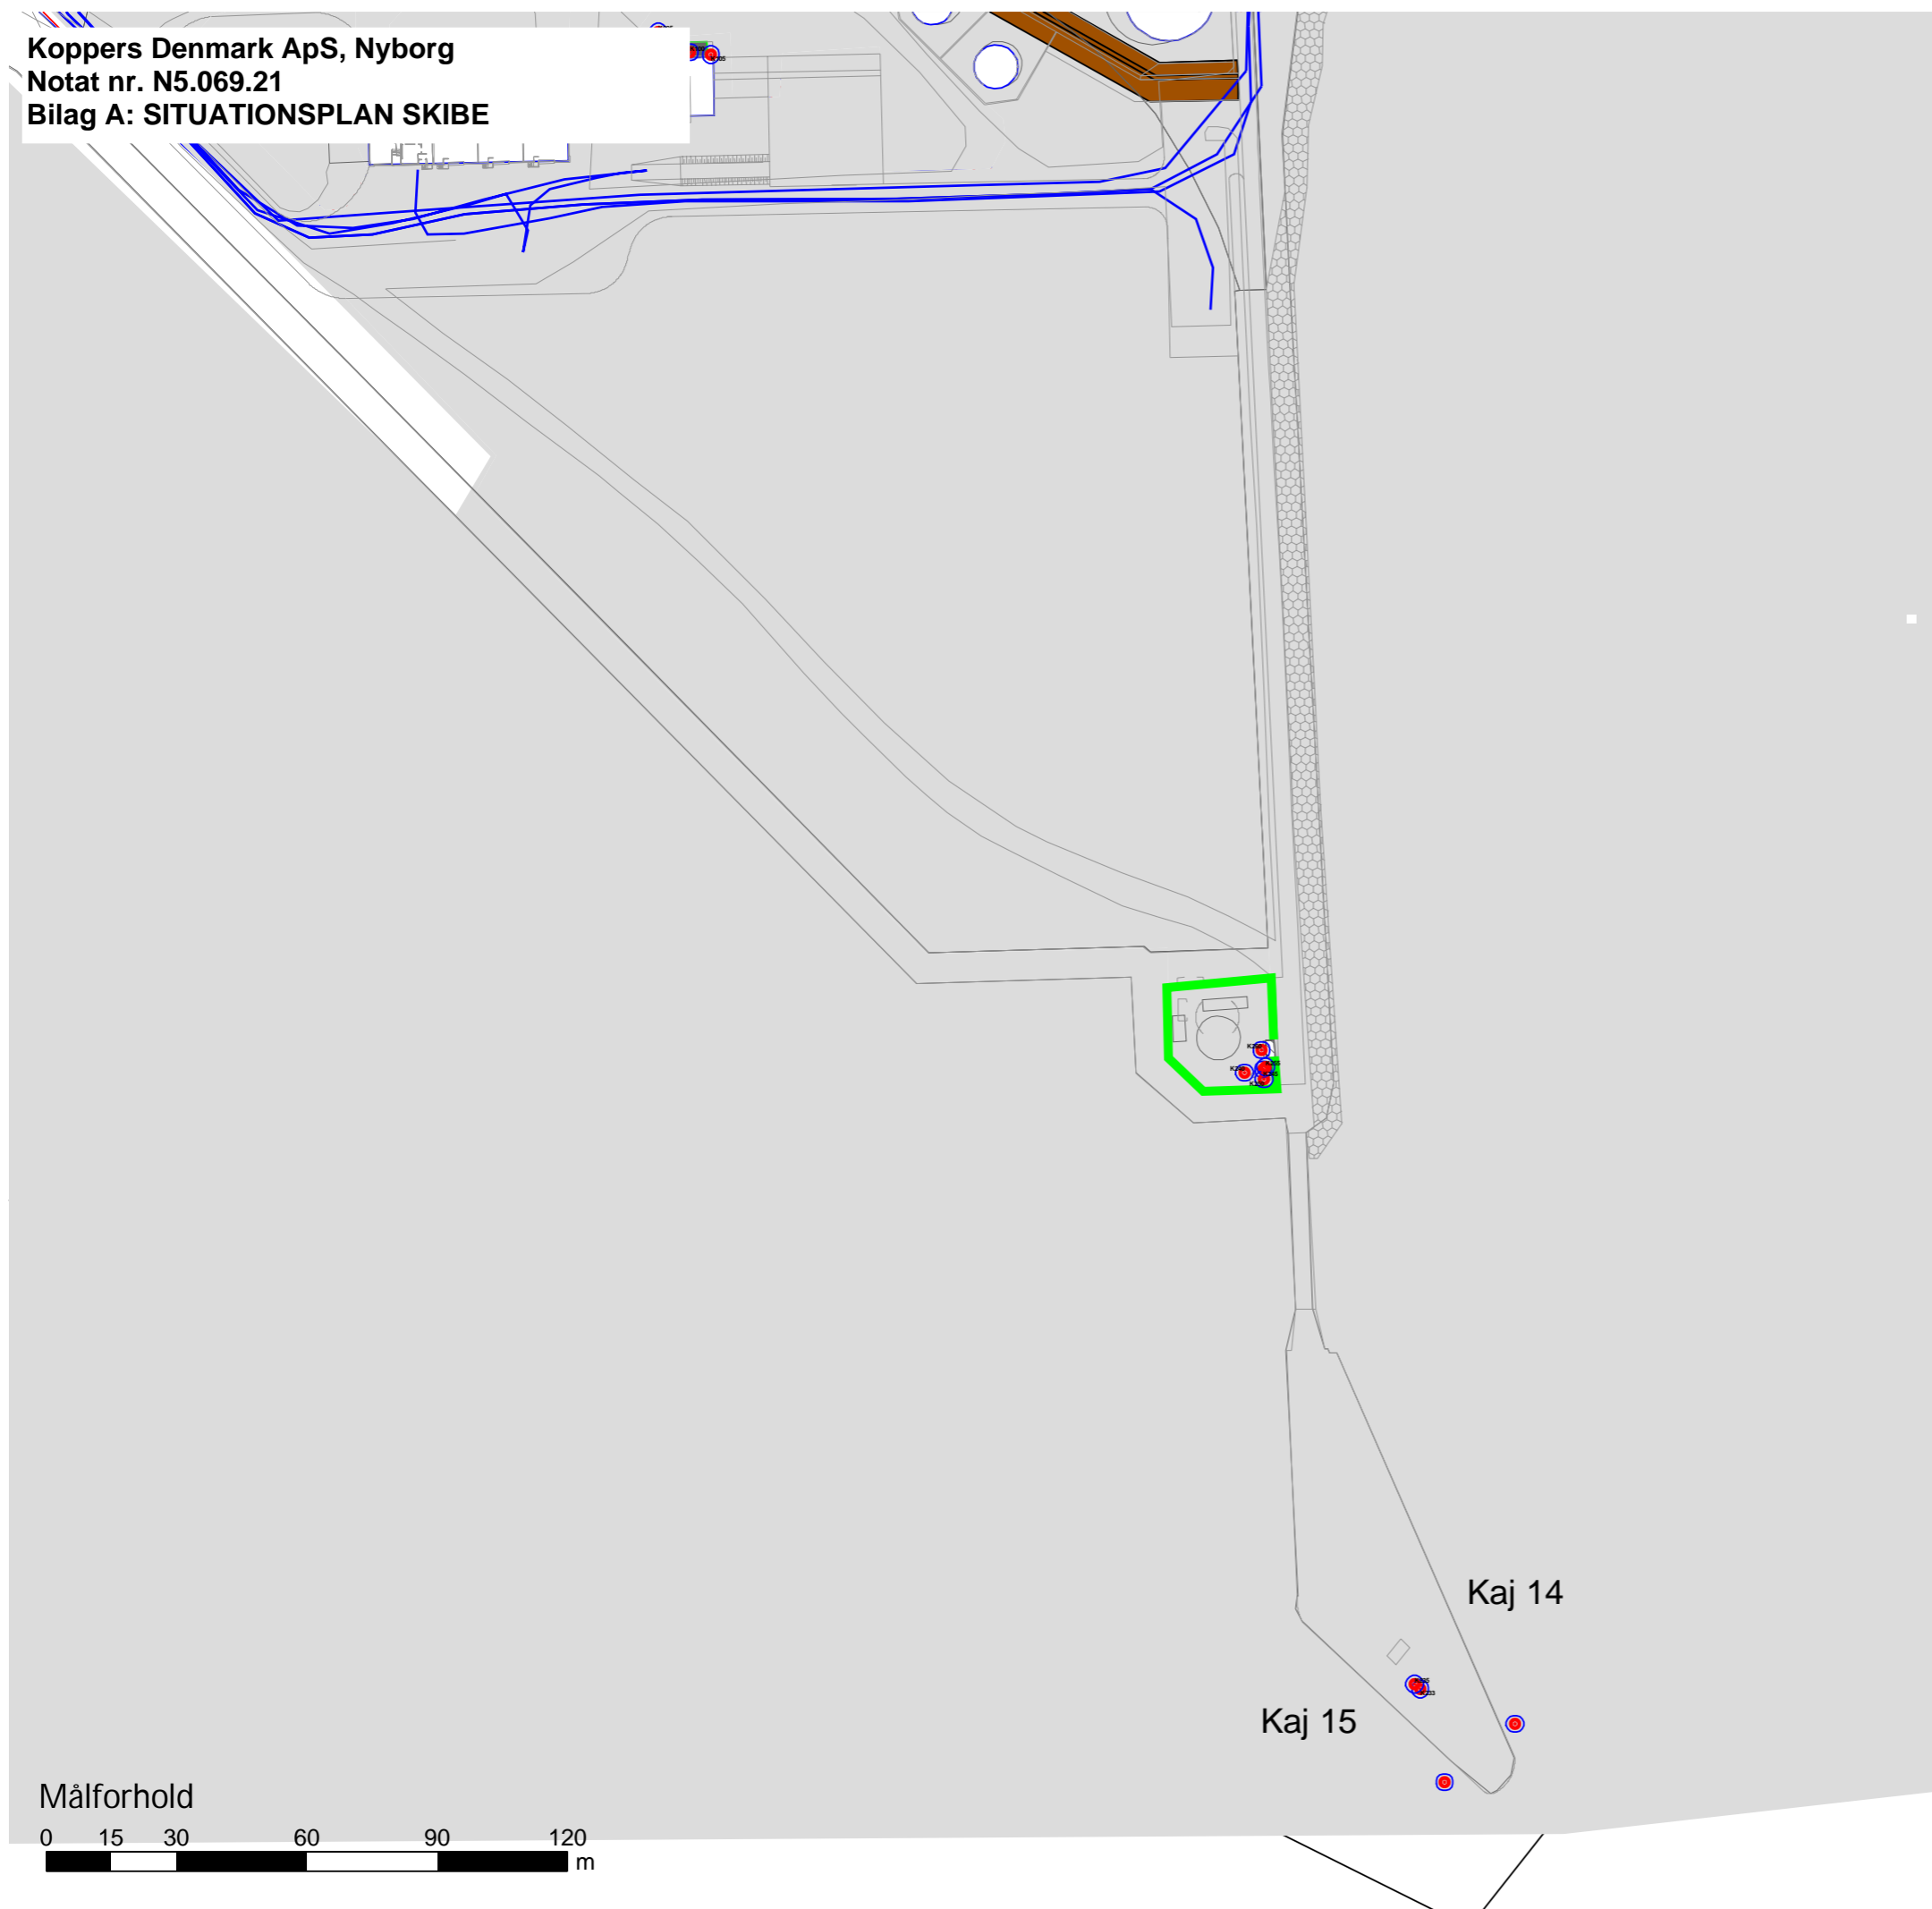 Koppers Denmark ApS, Nyborg
Notat nr. N5.069.21
Bilag A: SITUATIONSPLAN SKIBE
Kaj 14
Kaj 15
Målforhold
0 15 30 60 90 120
m